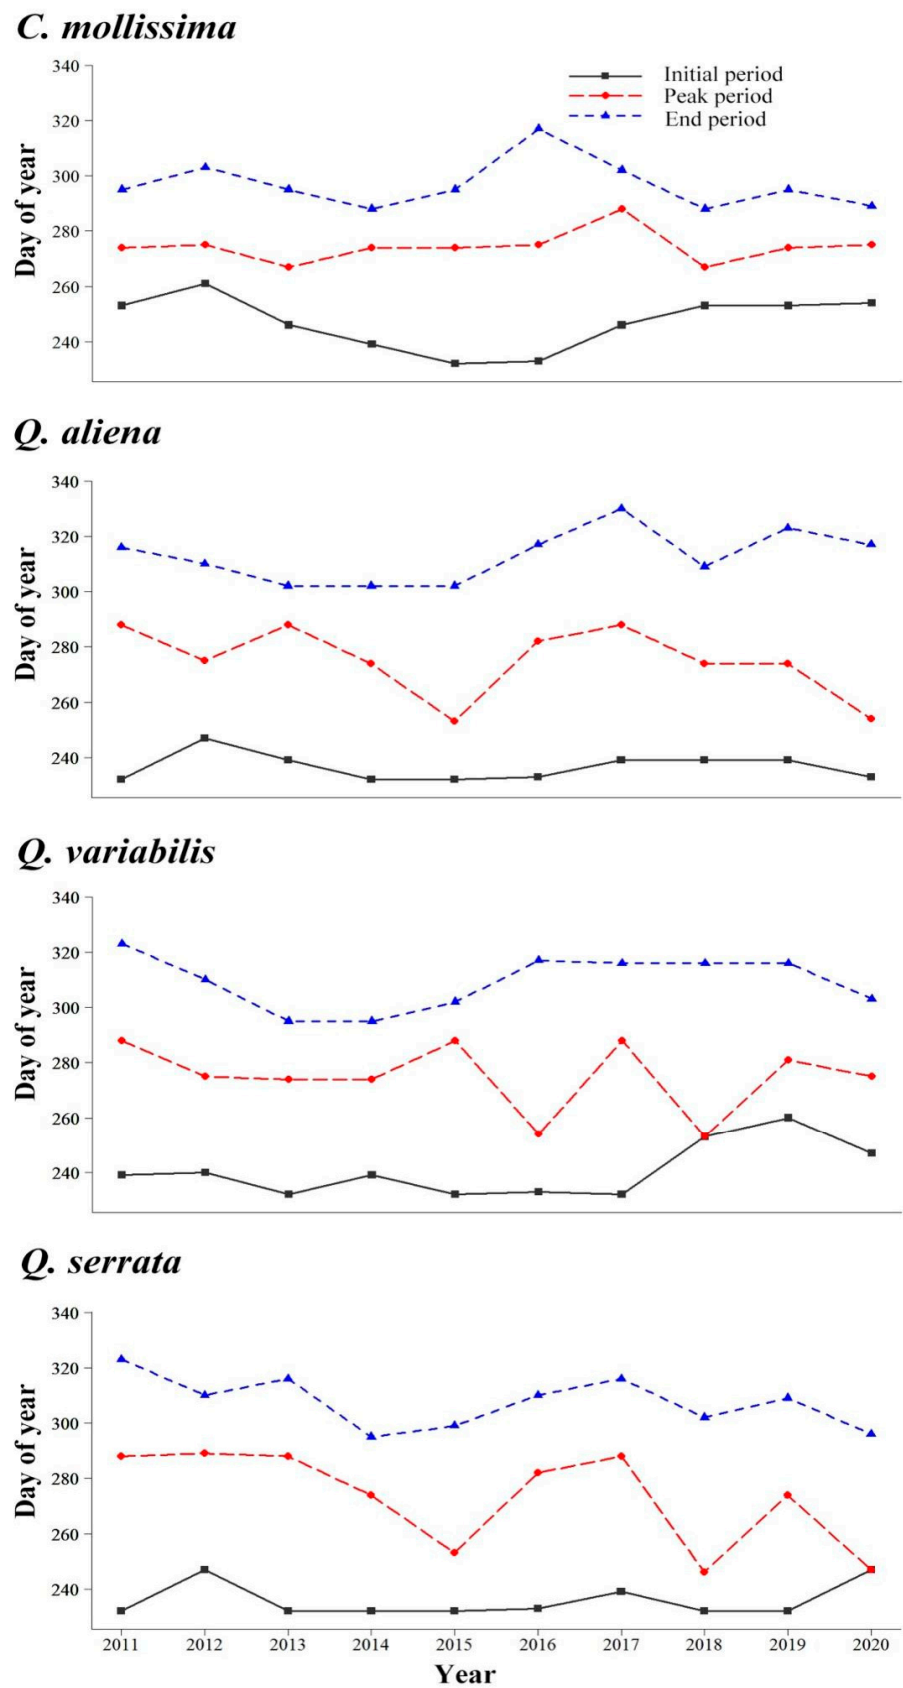 C. mollissima
Initial period
Peak period
End period
340
320
300
280
260
240
Day of year
Q. aliena
340
320
300
280
260
240
Day of year
Q. variabilis
340
320
300
280
260
240
Day of year
Q. serrata
340
320
300
280
260
240
Day of year
2011 2012 2013 2014 2015 2016 2017 2018 2019 2020
Year